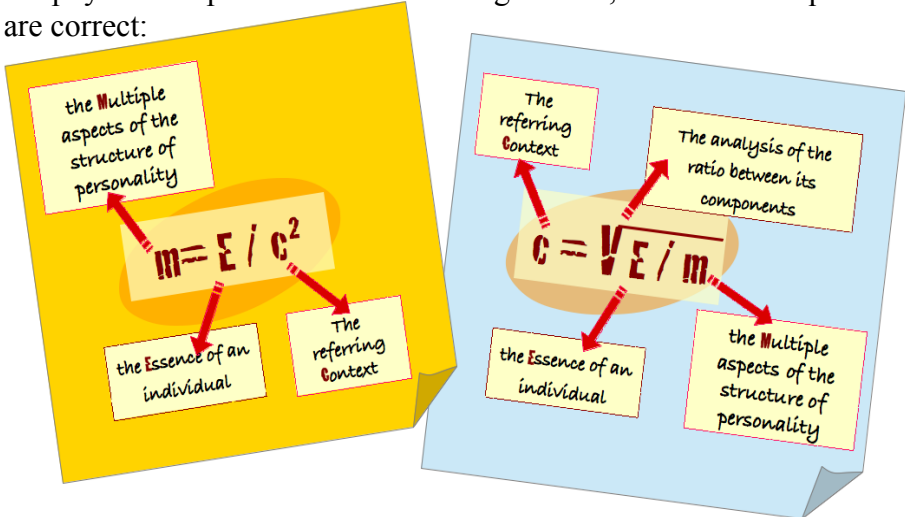 are correct:
the Multiple
aspects of the
structure of
personality
m= E / c²
the Essence of an
individual
The
referring
Context
The
referring
Context
The analysis of the
ratio between its
components
c = √E / m
the Essence of an
individual
the Multiple
aspects of the
structure of
personality